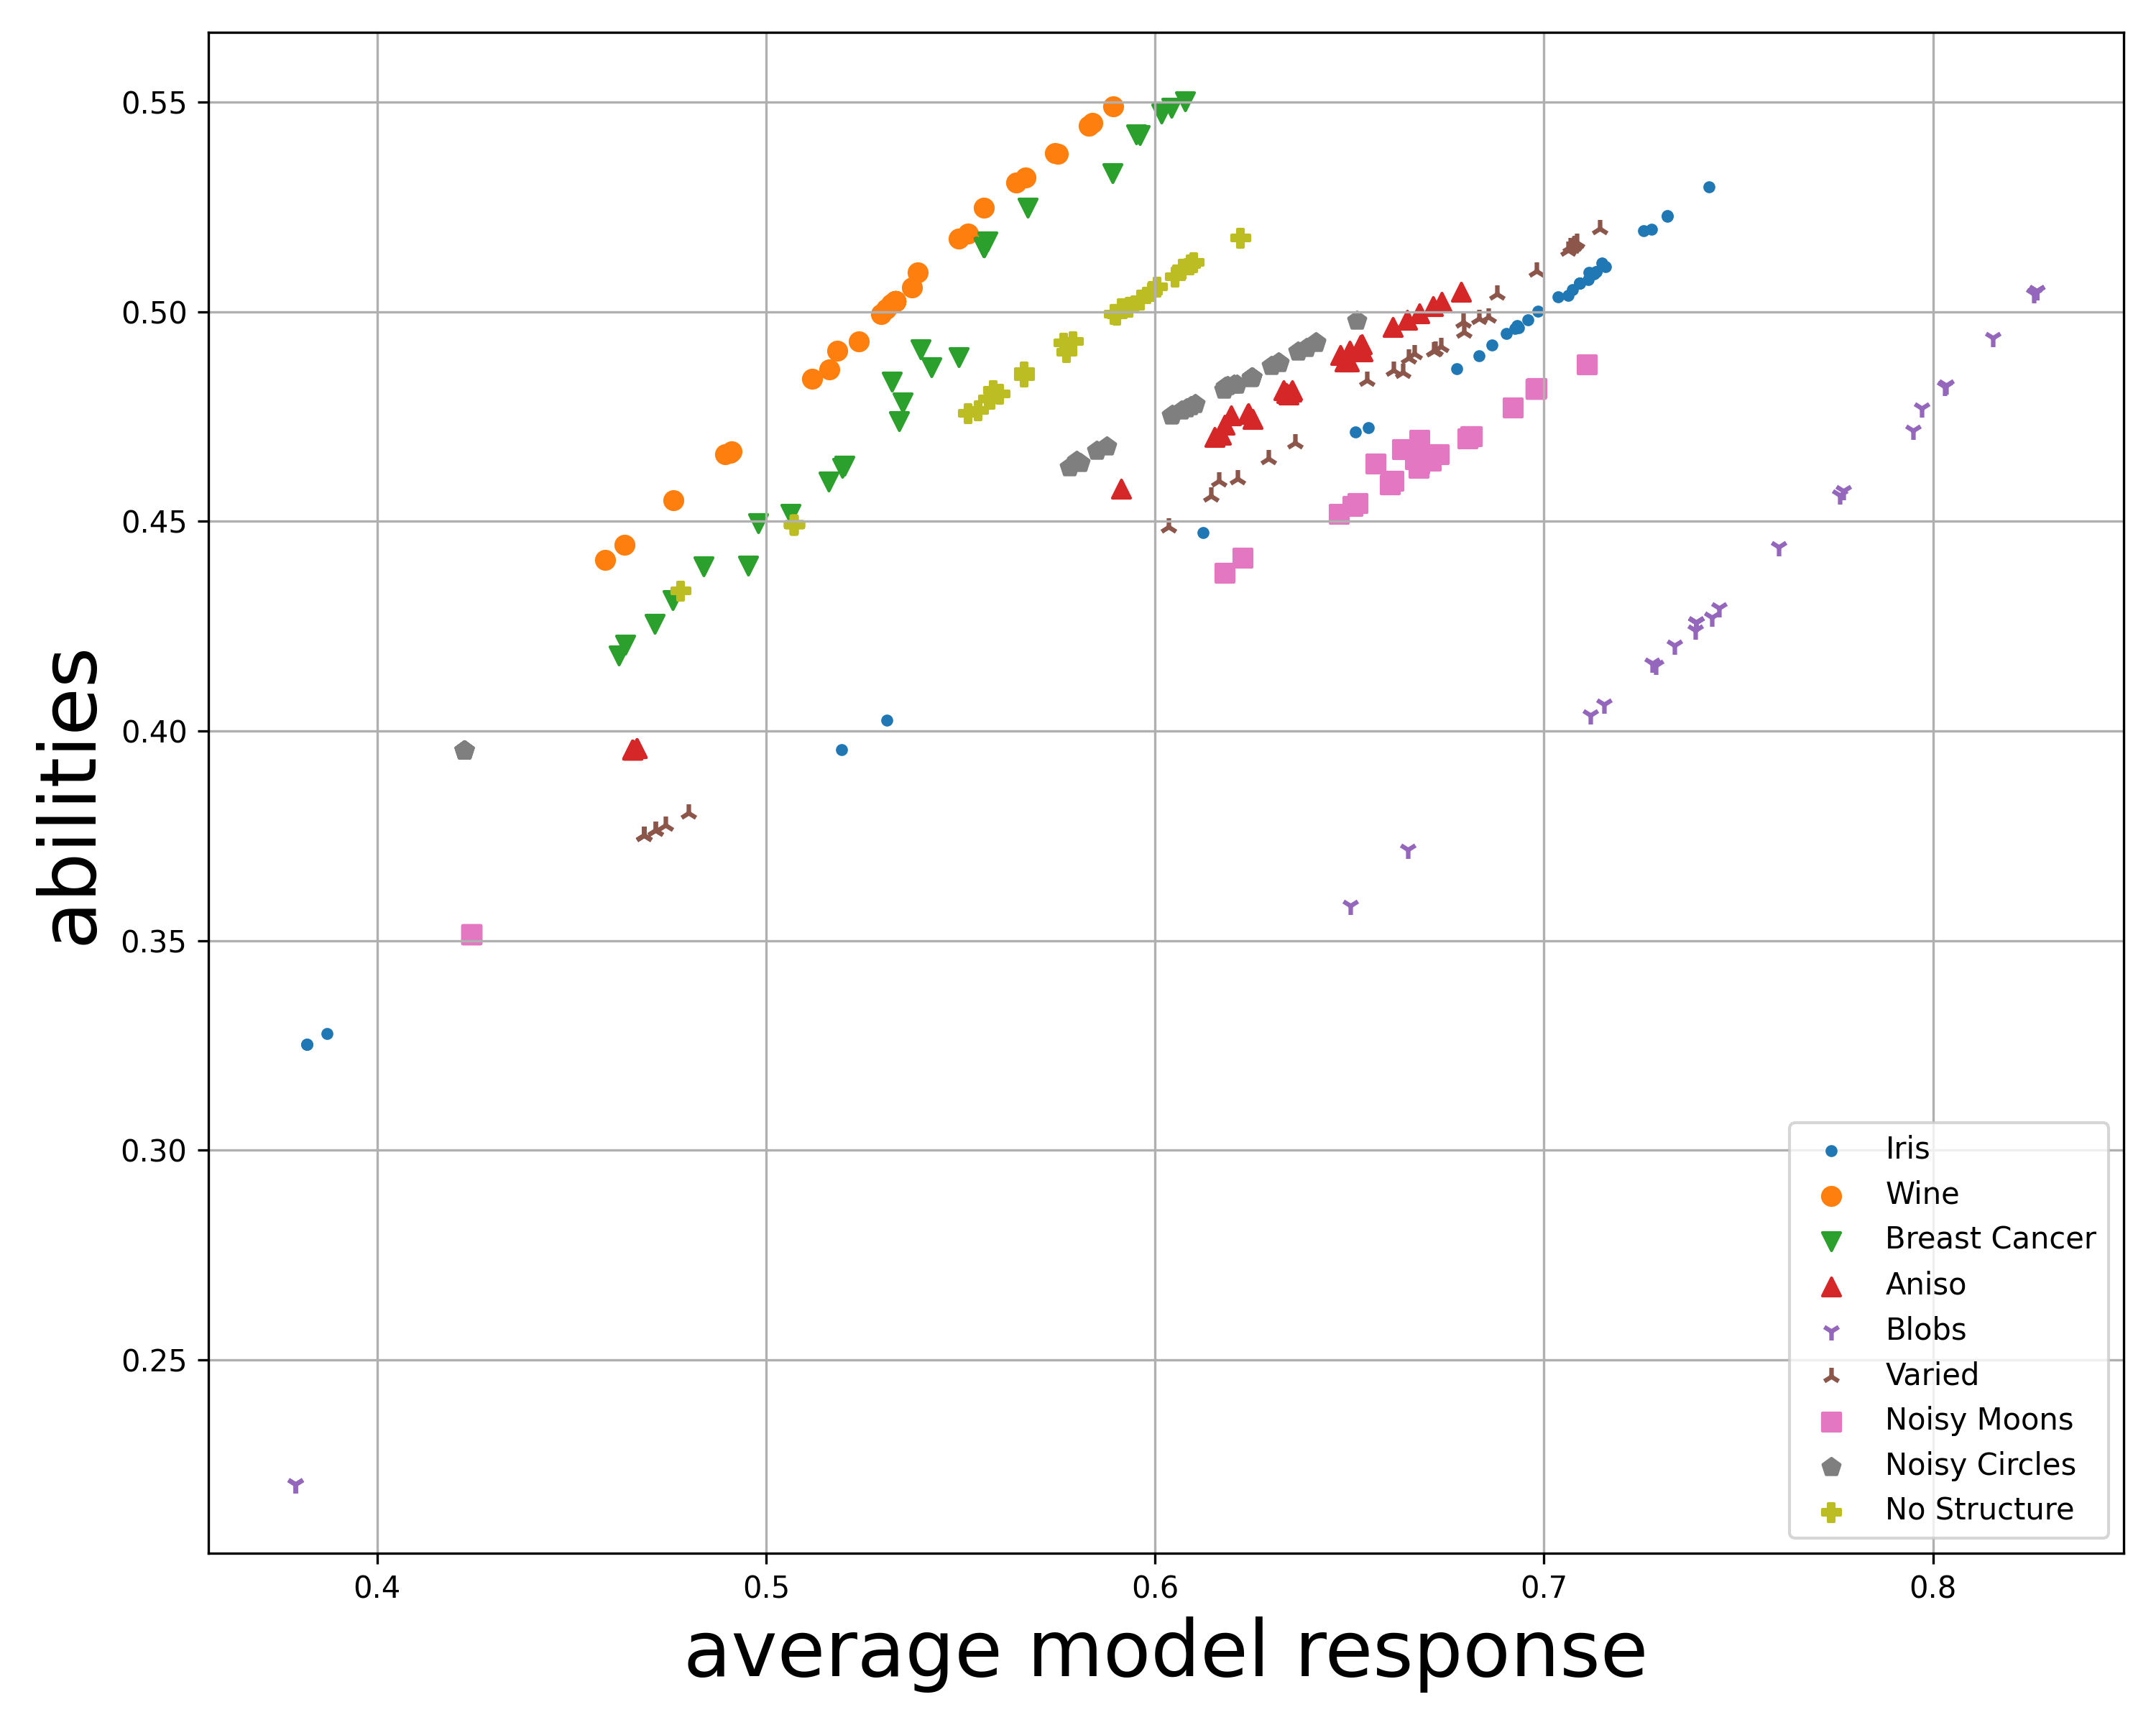 0.55
0.50
0.45
0.40
0.35
0.30
0.25
abilities
Iris
Wine
Breast Cancer
Aniso
Blobs
Varied
Noisy Moons
Noisy Circles
No Structure
0.4 0.5 0.6 0.7 0.8
average model response